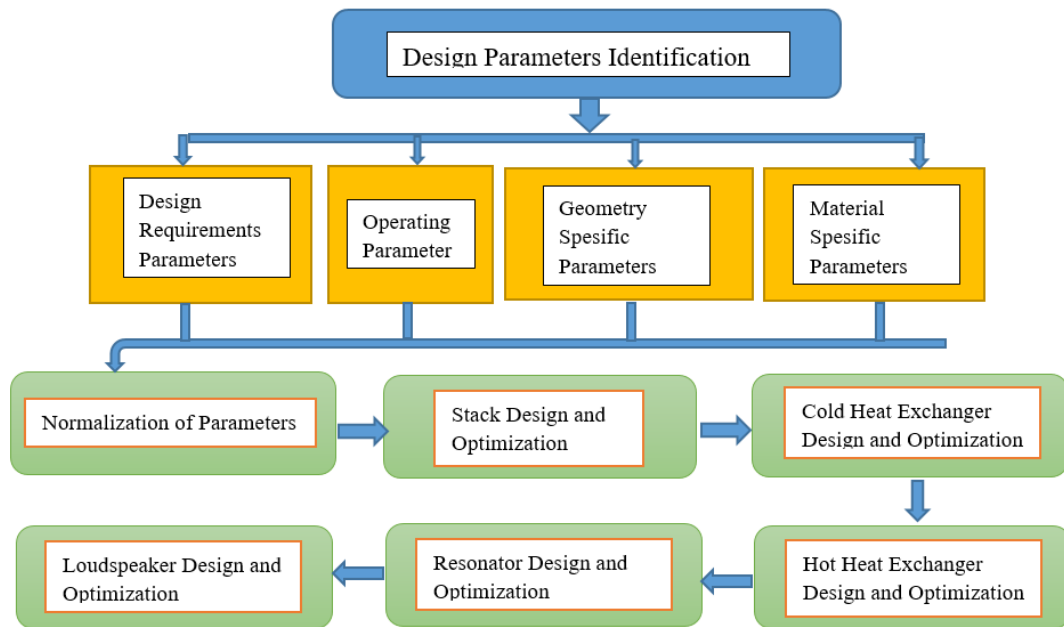 Design Parameters Identification
Design
Requirements
Parameters
Operating
Parameter
Geometry
Spesific
Parameters
Material
Spesific
Parameters
Normalization of Parameters
Stack Design and
Optimization
Cold Heat Exchanger
Design and Optimization
Loudspeaker Design and
Optimization
Resonator Design and
Optimization
Hot Heat Exchanger
Design and Optimization